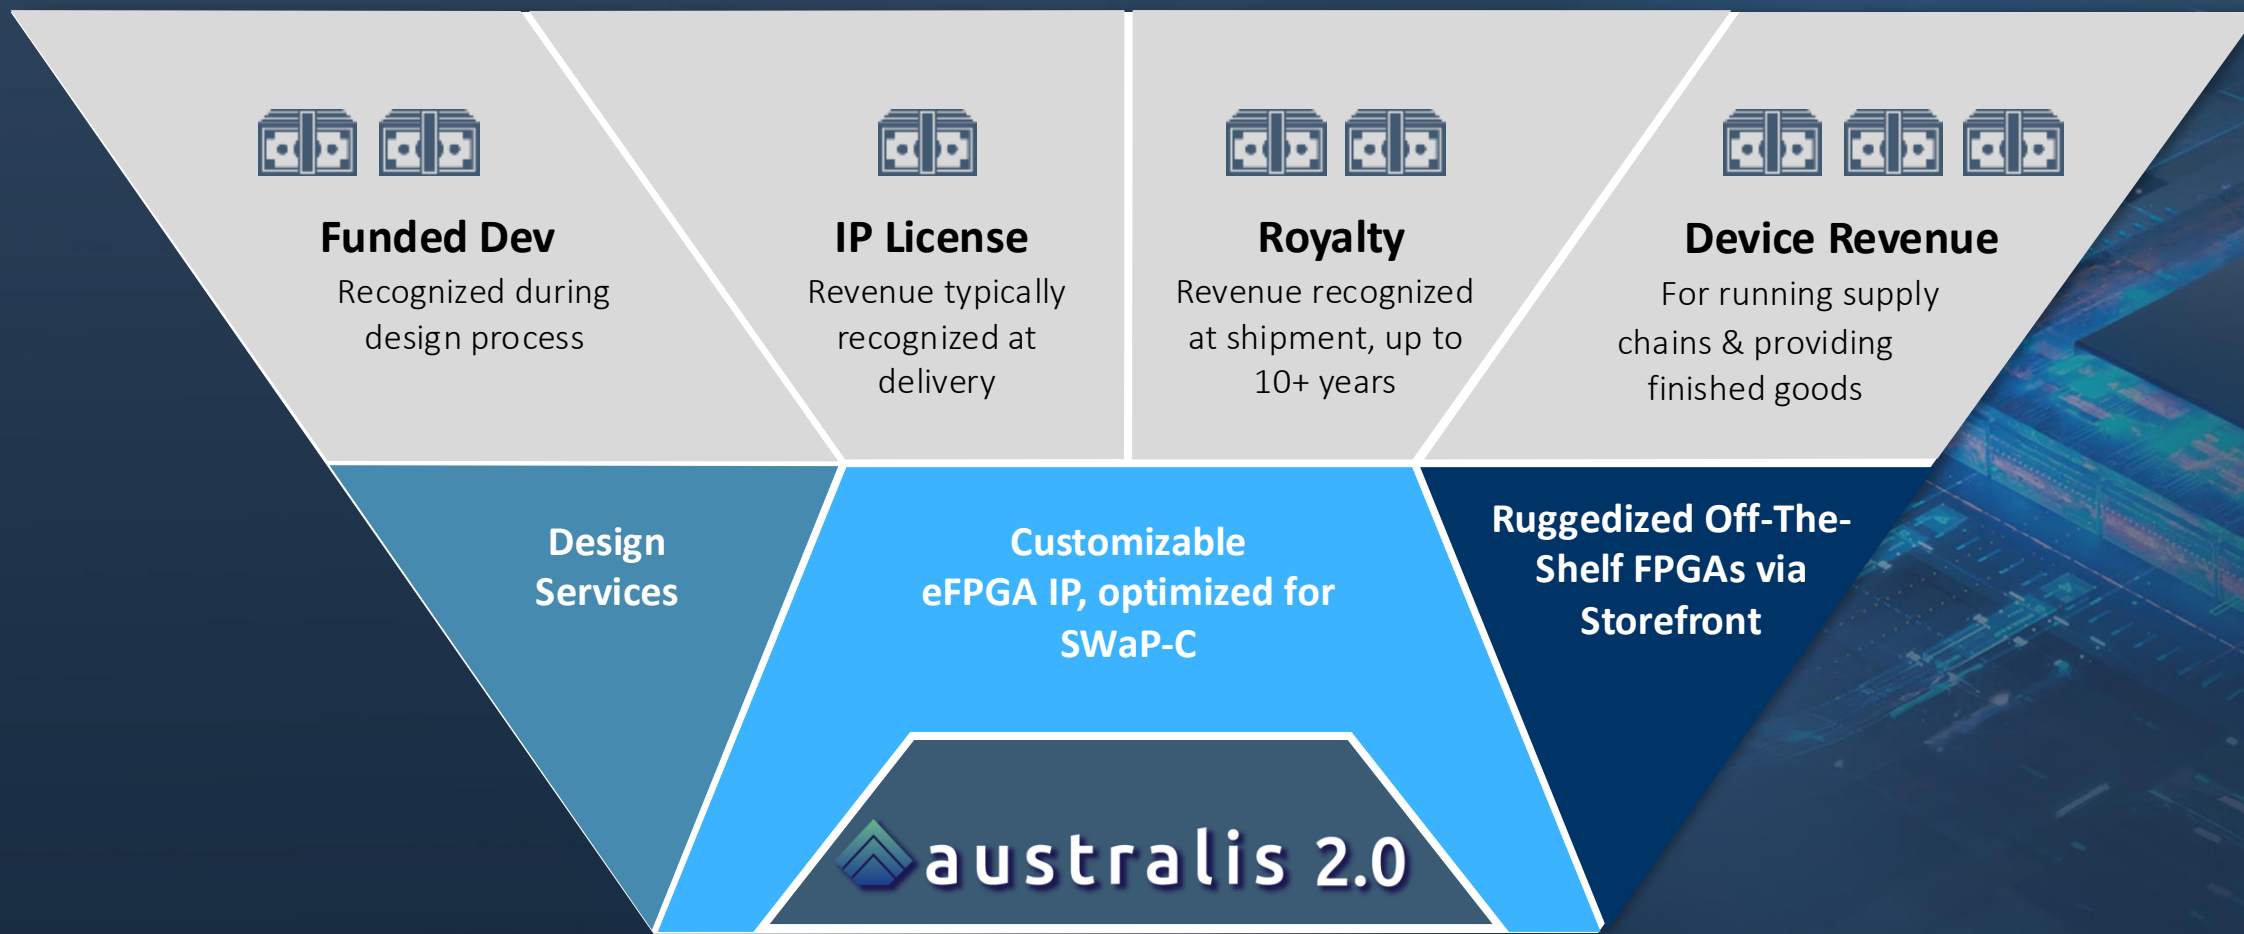 Funded Dev
Recognized during
design process
IP License
Revenue typically
recognized at
delivery
Royalty
Revenue recognized
at shipment, up to
10+ years
Device Revenue
For running supply
chains & providing
finished goods
Design
Services
Customizable
eFPGA IP, optimized for
SWaP-C
Ruggedized Off-The-
Shelf FPGAs via
Storefront
australis 2.0